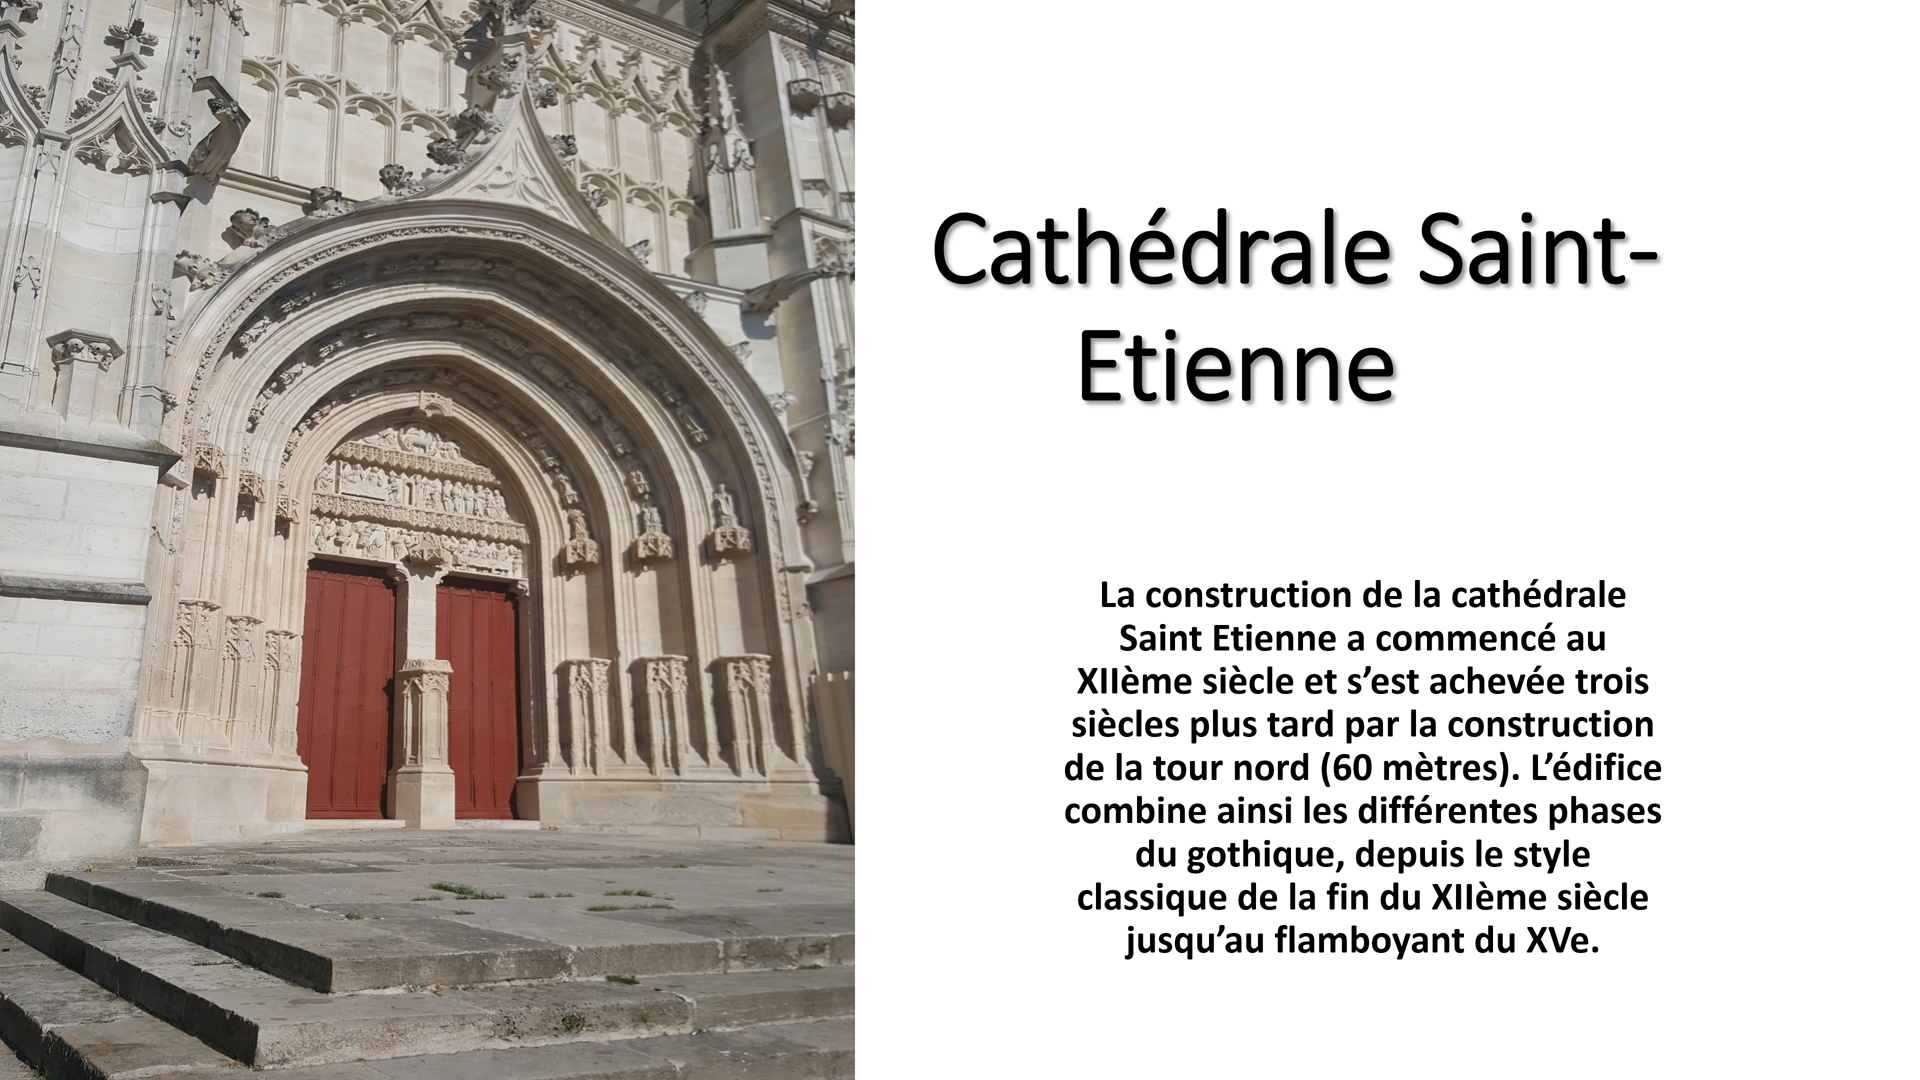 Cathédrale Saint-
Etienne
La construction de la cathédrale
Saint Etienne a commencé au
XIIème siècle et s’est achevée trois
siècles plus tard par la construction
de la tour nord (60 mètres). L’édifice
combine ainsi les différentes phases
du gothique, depuis le style
classique de la fin du XIIème siècle
jusqu’au flamboyant du XVe.